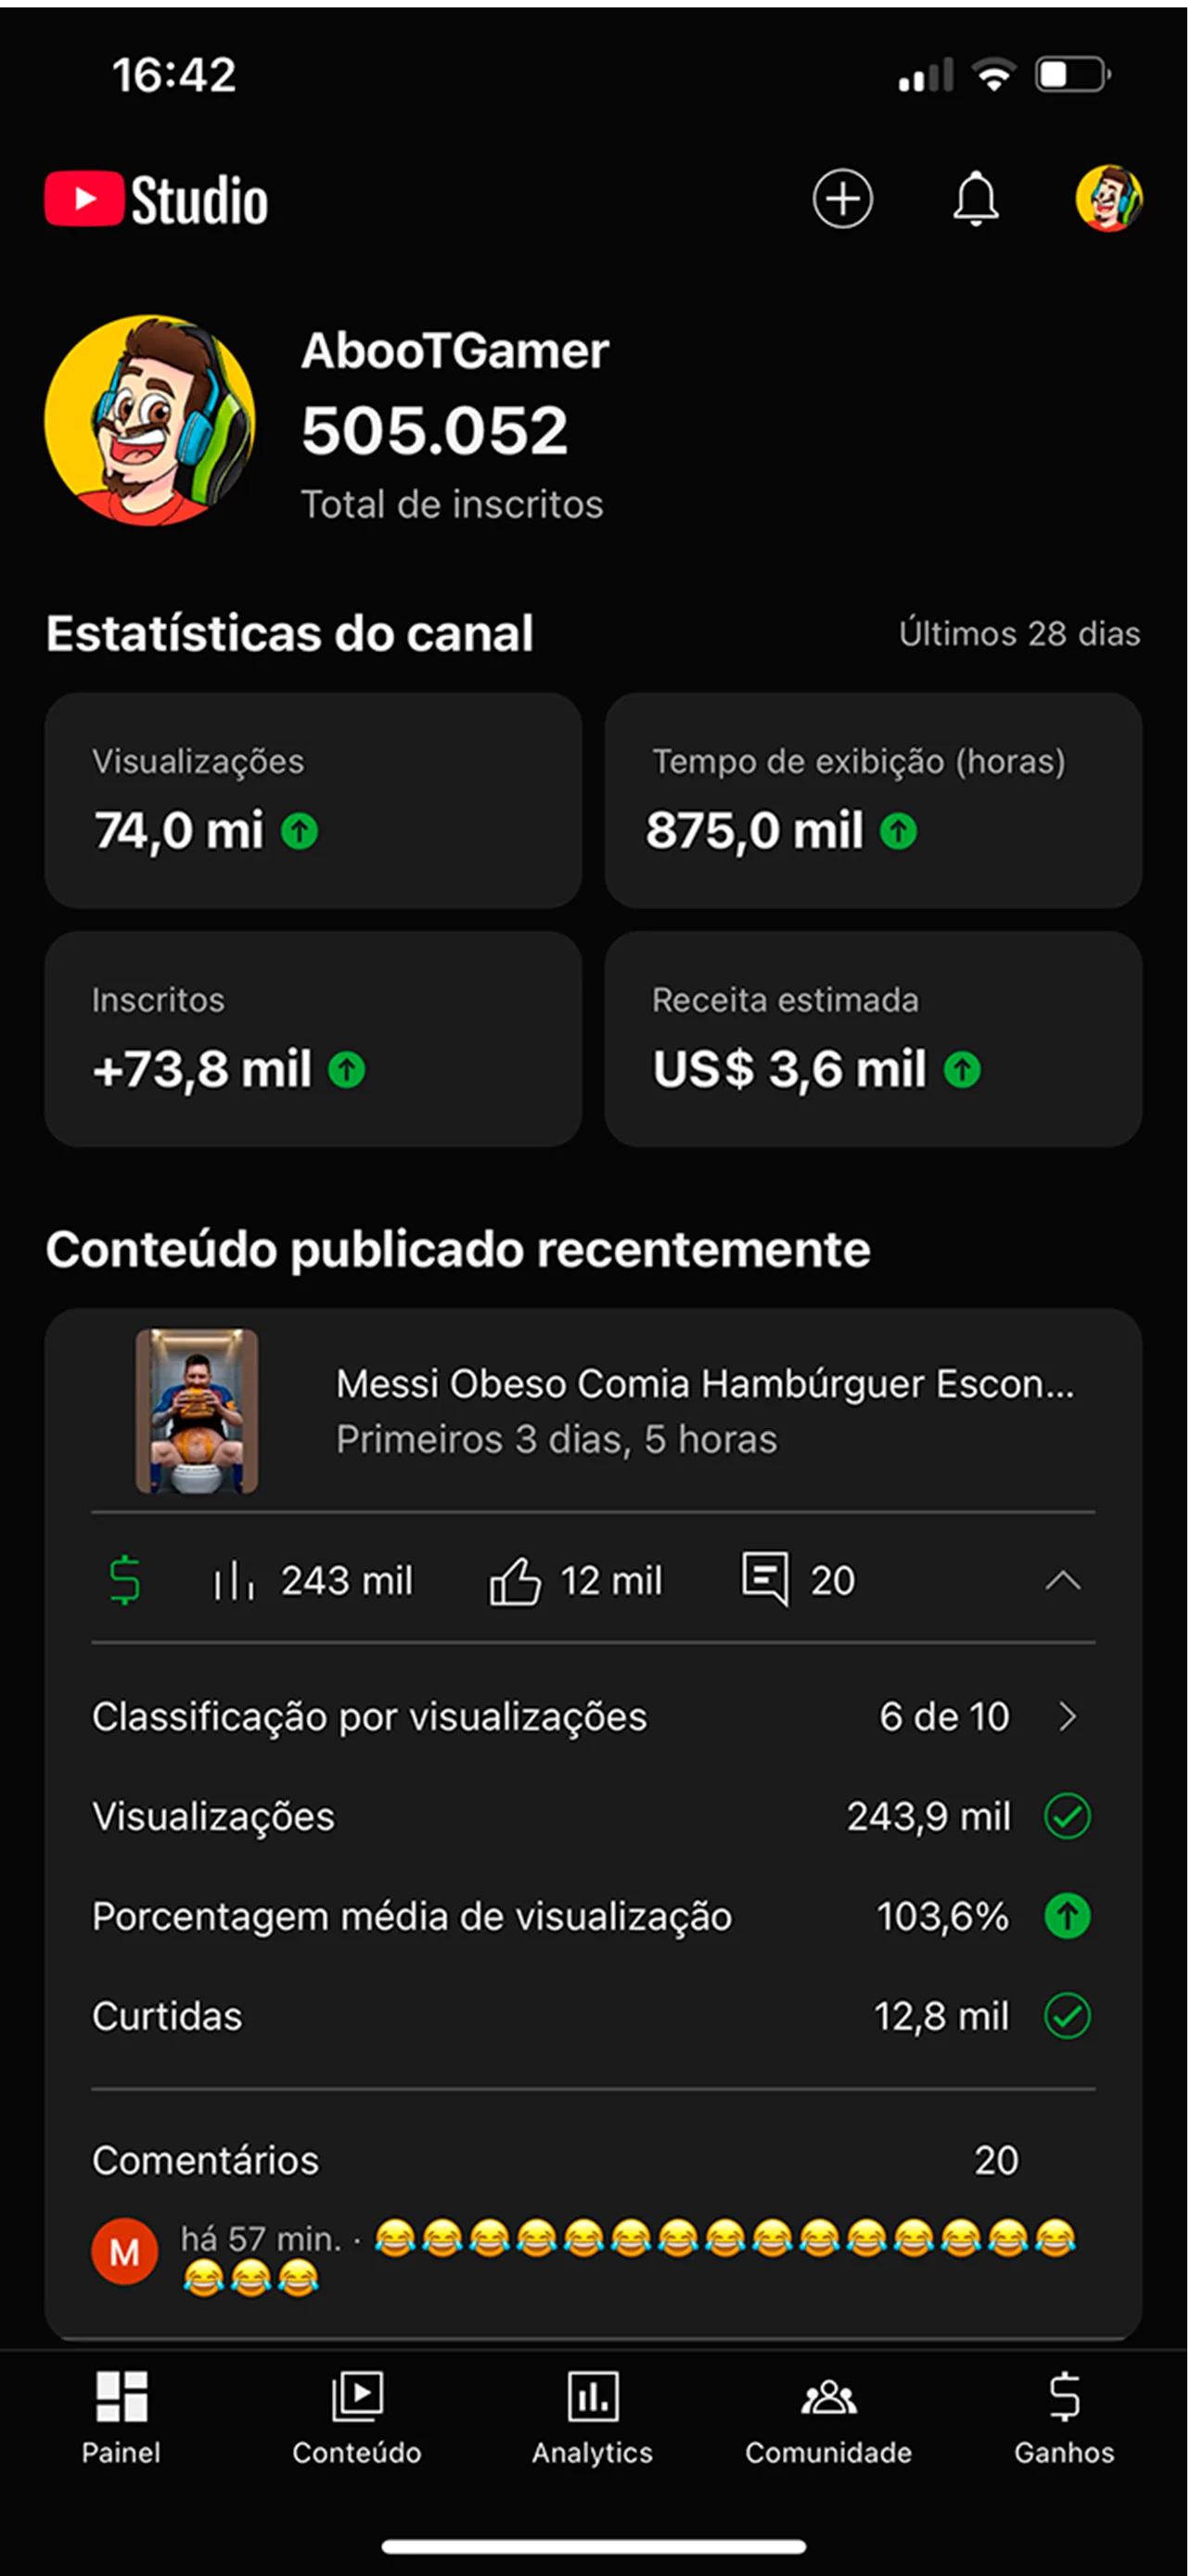 16:42
Studio
AbooTGamer
505.052
Total de inscritos
Estatísticas do canal
Últimos 28 dias
Visualizações
74,0 mi
Tempo de exibição (horas)
875,0 mil
Inscritos
+73,8 mil
Receita estimada
US$ 3,6 mil
Conteúdo publicado recentemente
Messi Obeso Comia Hambúrguer Escon...
Primeiros 3 dias, 5 horas
243 mil
12 mil
20
Classificação por visualizações
6 de 10
Visualizações
243,9 mil
Porcentagem média de visualização
103,6%
Curtidas
12,8 mil
Comentários
20
M
há 57 min. · 😂😂😂😂😂😂😂😂😂😂😂😂😂😂😂
😂😂😂
Painel
Conteúdo
Analytics
Comunidade
Ganhos